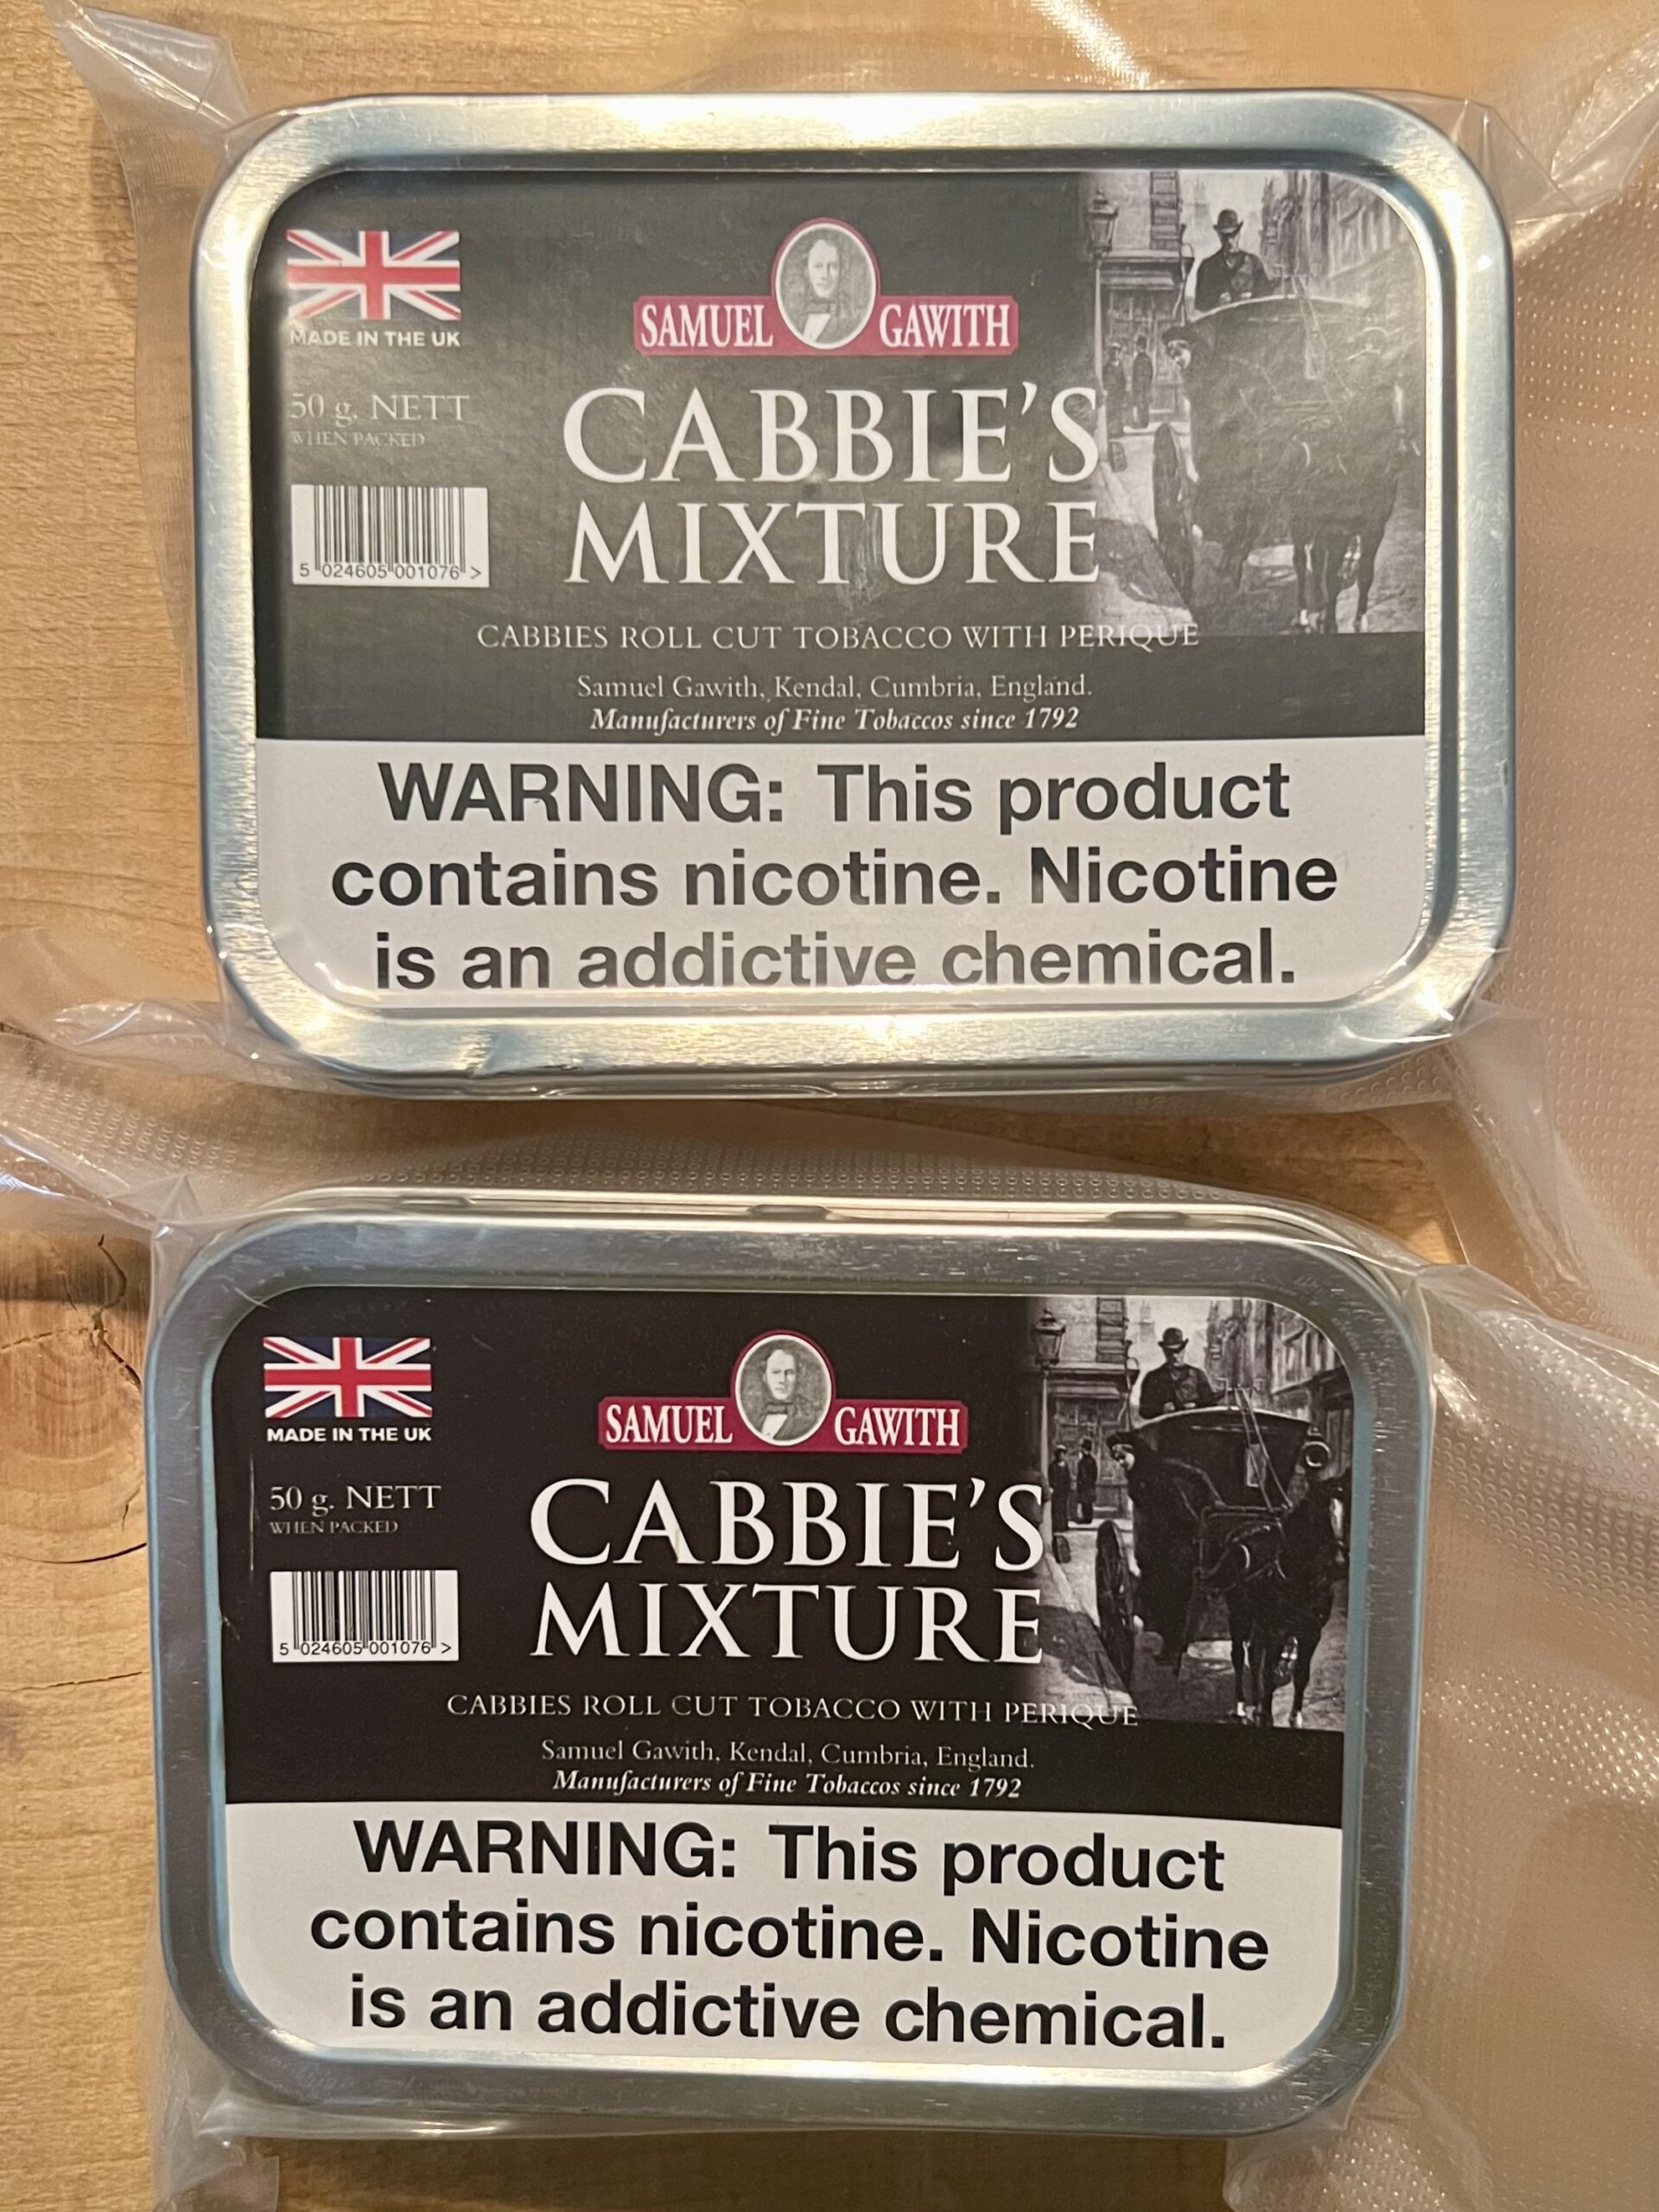 MADE IN THE UK
SAMUEL GAWITH
50 g. NETT
WHEN PACKED
CABBIE'S
MIXTURE
5 024605 001076 >
CABBIES ROLL CUT TOBACCO WITH PERIQUE
Samuel Gawith, Kendal, Cumbria, England.
Manufacturers of Fine Tobaccos since 1792
WARNING: This product
contains nicotine. Nicotine
is an addictive chemical.
MADE IN THE UK
SAMUEL GAWITH
50 g. NETT
WHEN PACKED
CABBIE'S
MIXTURE
5 024605 001076 >
CABBIES ROLL CUT TOBACCO WITH PERIQUE
Samuel Gawith, Kendal, Cumbria, England.
Manufacturers of Fine Tobaccos since 1792
WARNING: This product
contains nicotine. Nicotine
is an addictive chemical.